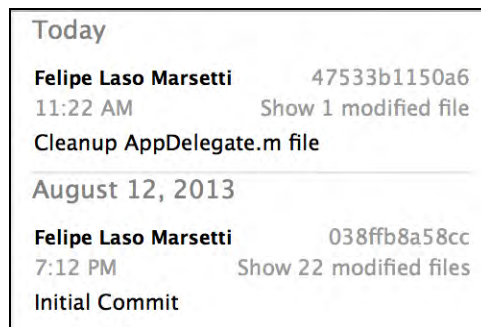 Today
Felipe Laso Marsetti 47533b1150a6
11:22 AM Show 1 modified file
Cleanup AppDelegate.m file
August 12, 2013
Felipe Laso Marsetti 038ffb8a58cc
7:12 PM Show 22 modified files
Initial Commit